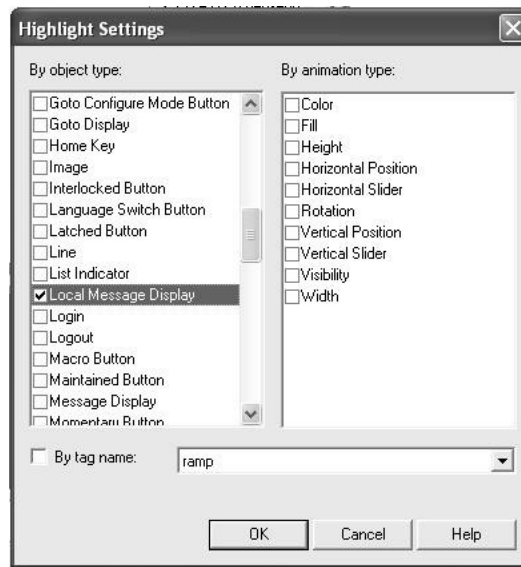 Highlight Settings
By object type:
Goto Configure Mode Button
Goto Display
Home Key
Image
Interlocked Button
Language Switch Button
Latched Button
Line
List Indicator
Local Message Display
Login
Logout
Macro Button
Maintained Button
Message Display
Momentary Button
By animation type:
Color
Fill
Height
Horizontal Position
Horizontal Slider
Rotation
Vertical Position
Vertical Slider
Visibility
Width
By tag name:
ramp
OK
Cancel
Help